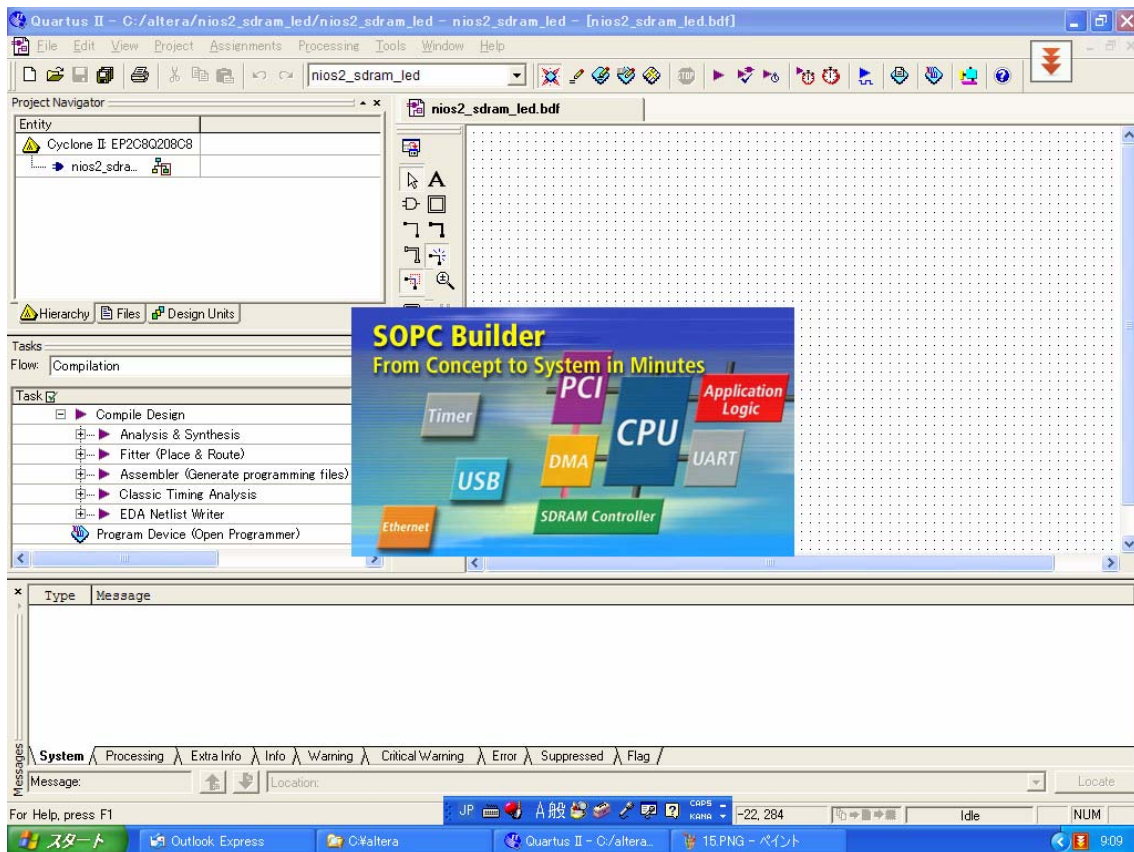 Quartus II - C:/altera/nios2_sdram_led/nios2_sdram_led - nios2_sdram_led - [nios2_sdram_led.bdf]
File Edit View Project Assignments Processing Tools Window Help
nios2_sdram_led
Project Navigator
nios2_sdram_led.bdf
Entity
Cyclone II: EP2C8Q208C8
nios2_sdra...
Hierarchy Files Design Units
Tasks
Flow: Compilation
Task
Compile Design
Analysis & Synthesis
Fitter (Place & Route)
Assembler (Generate programming files)
Classic Timing Analysis
EDA Netlist Writer
Program Device (Open Programmer)
SOPC Builder
From Concept to System in Minutes
PCI
Application Logic
Timer
CPU
DMA
UART
USB
SDRAM Controller
Ethernet
Type Message
System Processing Extra Info Info Warning Critical Warning Error Suppressed Flag
Messages
Message: Location: Locate
For Help, press F1 JP A般 CAPS KANA -22, 284 Idle NUM
スタート Outlook Express C:¥altera Quartus II - C:/altera... 15.PNG - ペイント 9:09